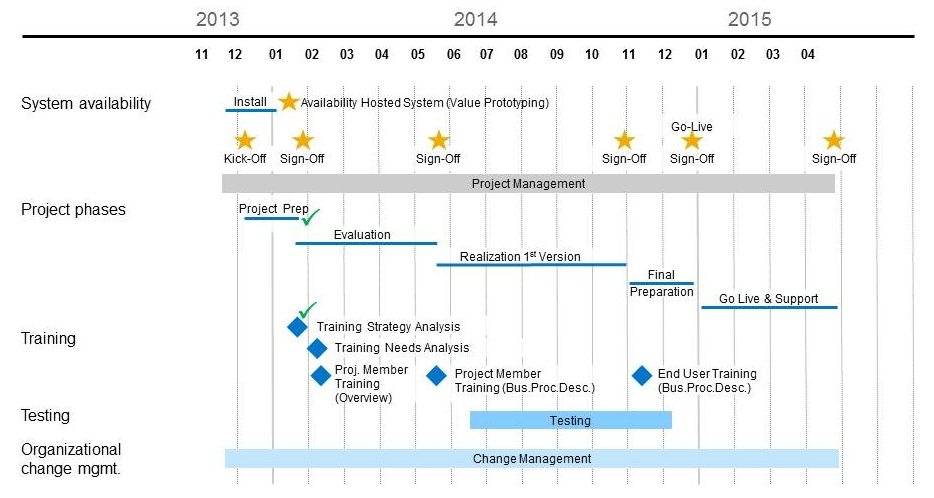 2013 2014 2015
11 12 01 02 03 04 05 06 07 08 09 10 11 12 01 02 03 04
System availability
Install
Availability Hosted System (Value Prototyping)
Go-Live
Kick-Off Sign-Off Sign-Off Sign-Off Sign-Off Sign-Off
Project Management
Project phases
Project Prep
Evaluation
Realization 1st Version
Final
Preparation
Go Live & Support
Training
Training Strategy Analysis
Training Needs Analysis
Proj. Member
Training
(Overview)
Project Member
Training (Bus.Proc.Desc.)
End User Training
(Bus.Proc.Desc.)
Testing
Testing
Organizational
change mgmt.
Change Management